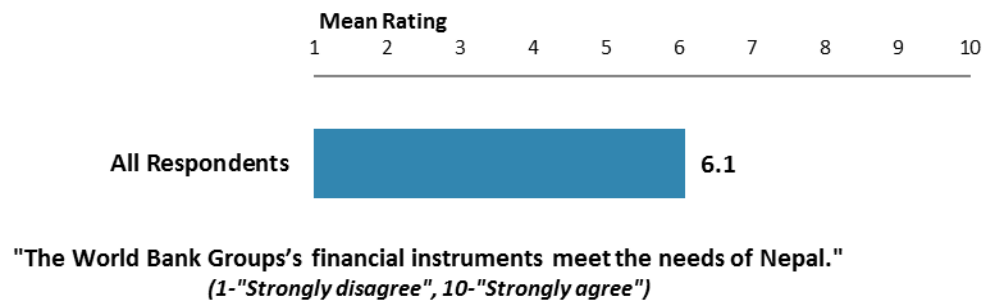 Mean Rating
1 2 3 4 5 6 7 8 9 10
All Respondents 6.1
"The World Bank Groups’s financial instruments meet the needs of Nepal."
(1-"Strongly disagree", 10-"Strongly agree")